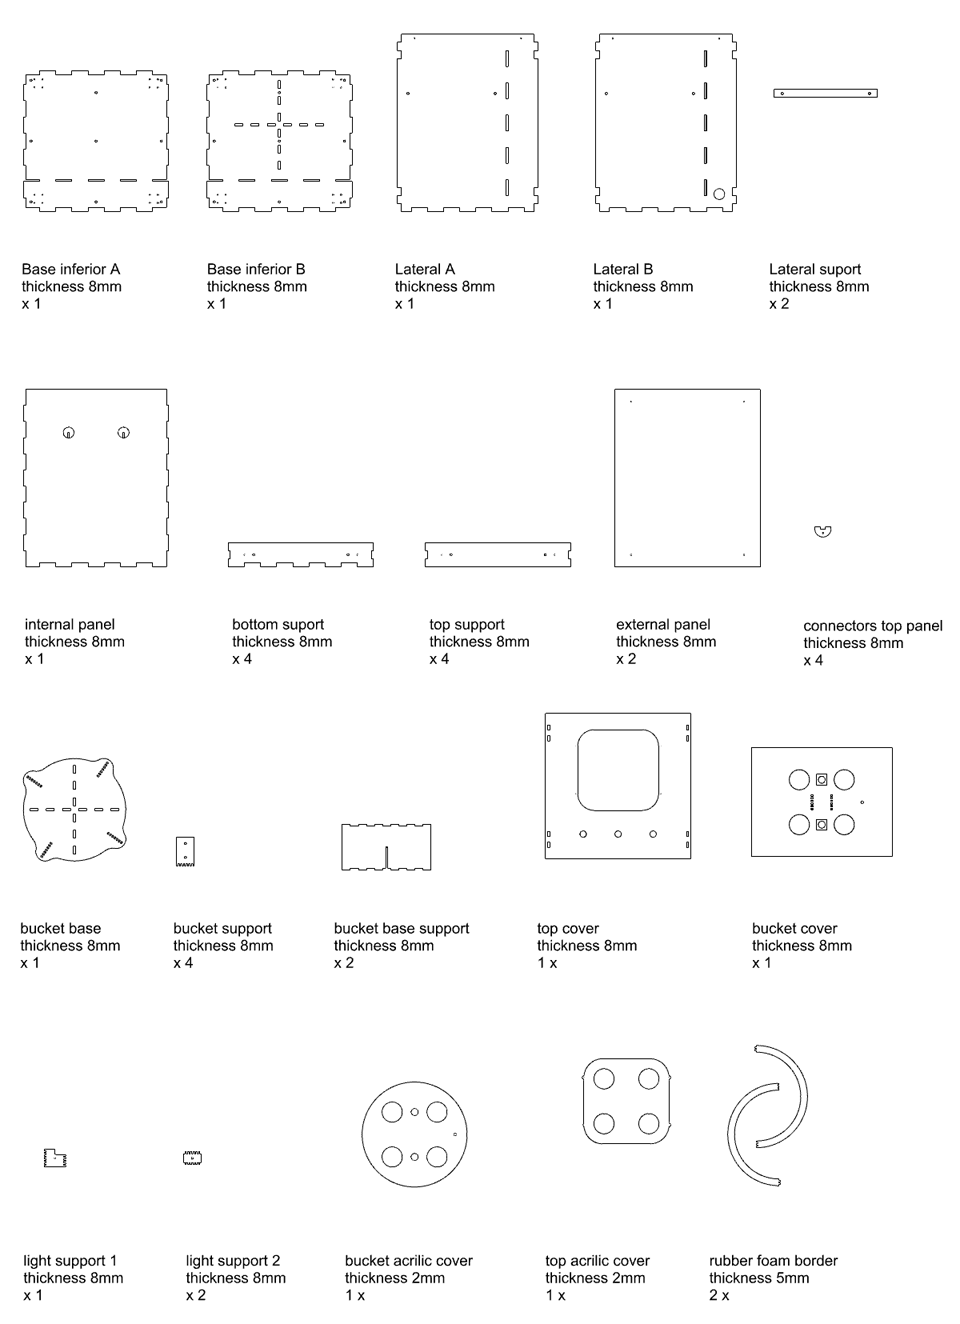 Base inferior A
thickness 8mm
x 1
Base inferior B
thickness 8mm
x 1
Lateral A
thickness 8mm
x 1
Lateral B
thickness 8mm
x 1
Lateral suport
thickness 8mm
x 2
internal panel
thickness 8mm
x 1
bottom suport
thickness 8mm
x 4
top support
thickness 8mm
x 4
external panel
thickness 8mm
x 2
connectors top panel
thickness 8mm
x 4
bucket base
thickness 8mm
x 1
bucket support
thickness 8mm
x 4
bucket base support
thickness 8mm
x 2
top cover
thickness 8mm
1 x
bucket cover
thickness 8mm
x 1
light support 1
thickness 8mm
x 1
light support 2
thickness 8mm
x 2
bucket acrilic cover
thickness 2mm
1 x
top acrilic cover
thickness 2mm
1 x
rubber foam border
thickness 5mm
2 x